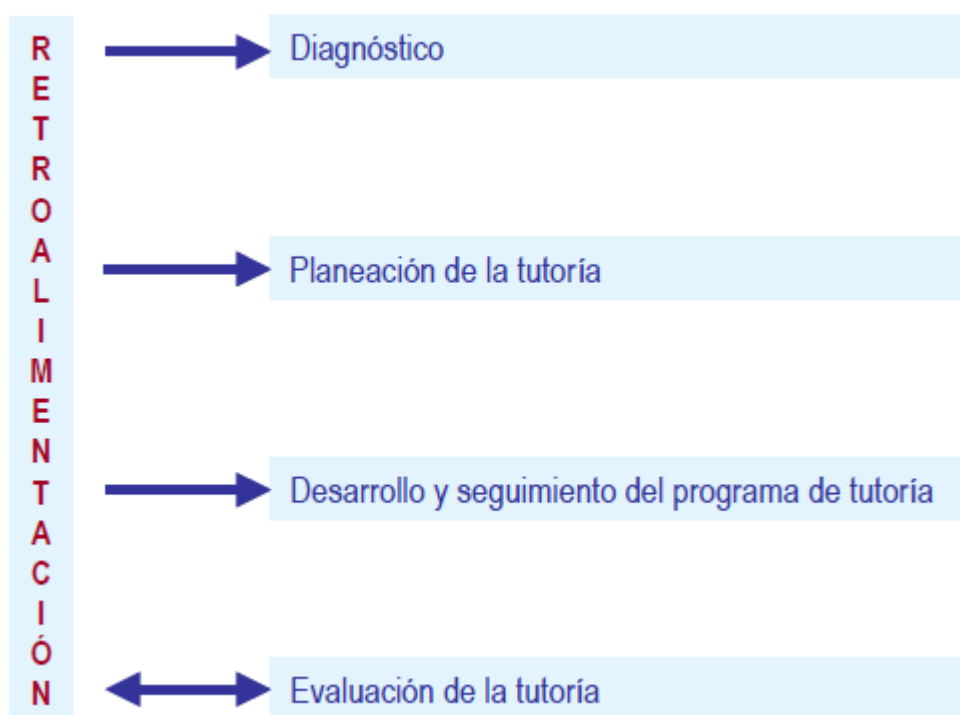 RETROALIMENTACIÓN
Diagnóstico
Planeación de la tutoría
Desarrollo y seguimiento del programa de tutoría
Evaluación de la tutoría